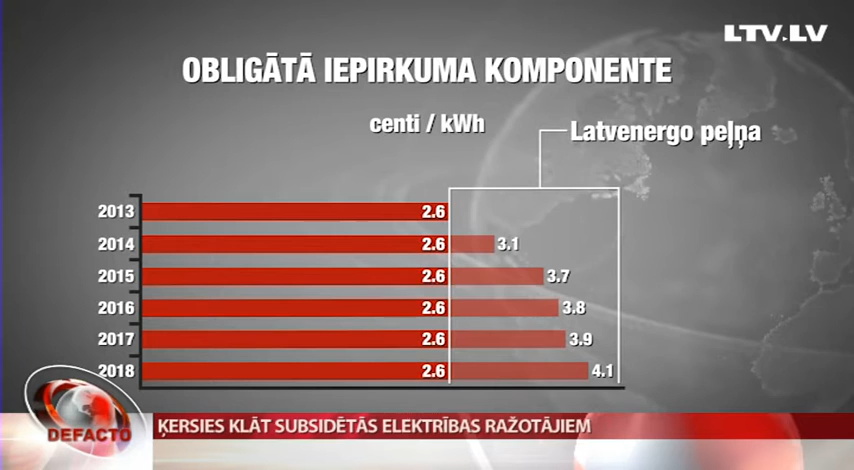 LTV.LV
OBLIGĀTĀ IEPIRKUMA KOMPONENTE
centi / kWh
Latvenergo peļņa
2013 2.6
2014 2.6 3.1
2015 2.6 3.7
2016 2.6 3.8
2017 2.6 3.9
2018 2.6 4.1
DEFACTO
ĶERSIES KLĀT SUBSIDĒTĀS ELEKTRĪBAS RAŽOTĀJIEM